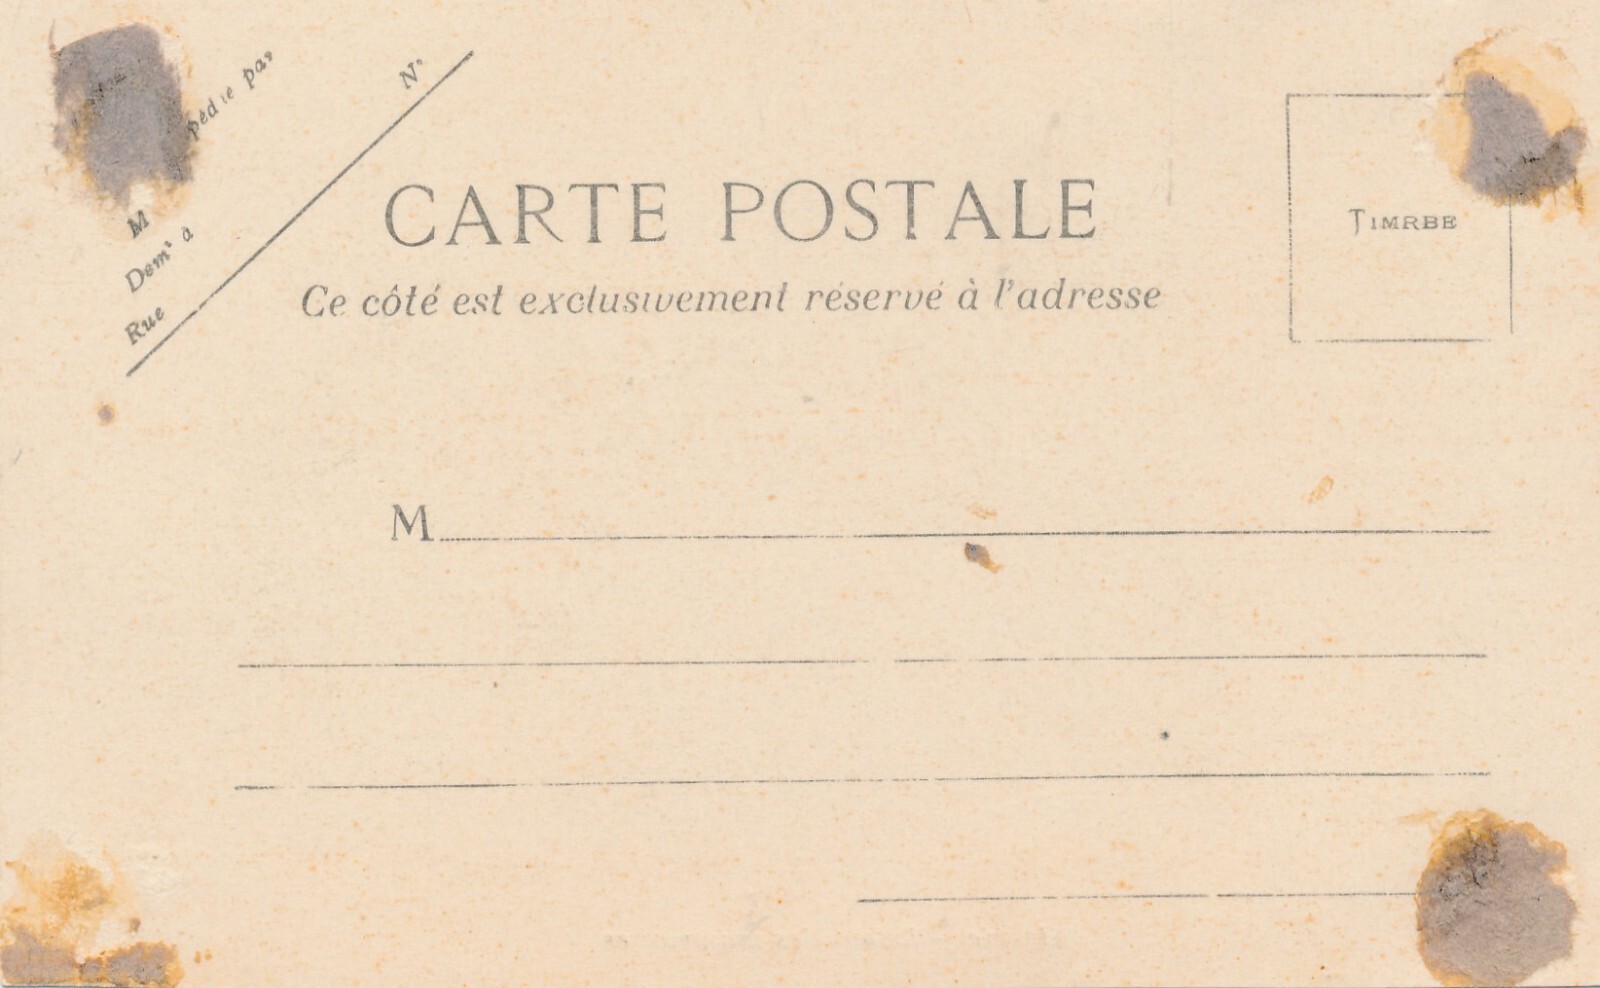 N°
pédie par
M
Dem^t à
Rue
CARTE POSTALE
Ce côté est exclusivement réservé à l'adresse
TIMRBE
M